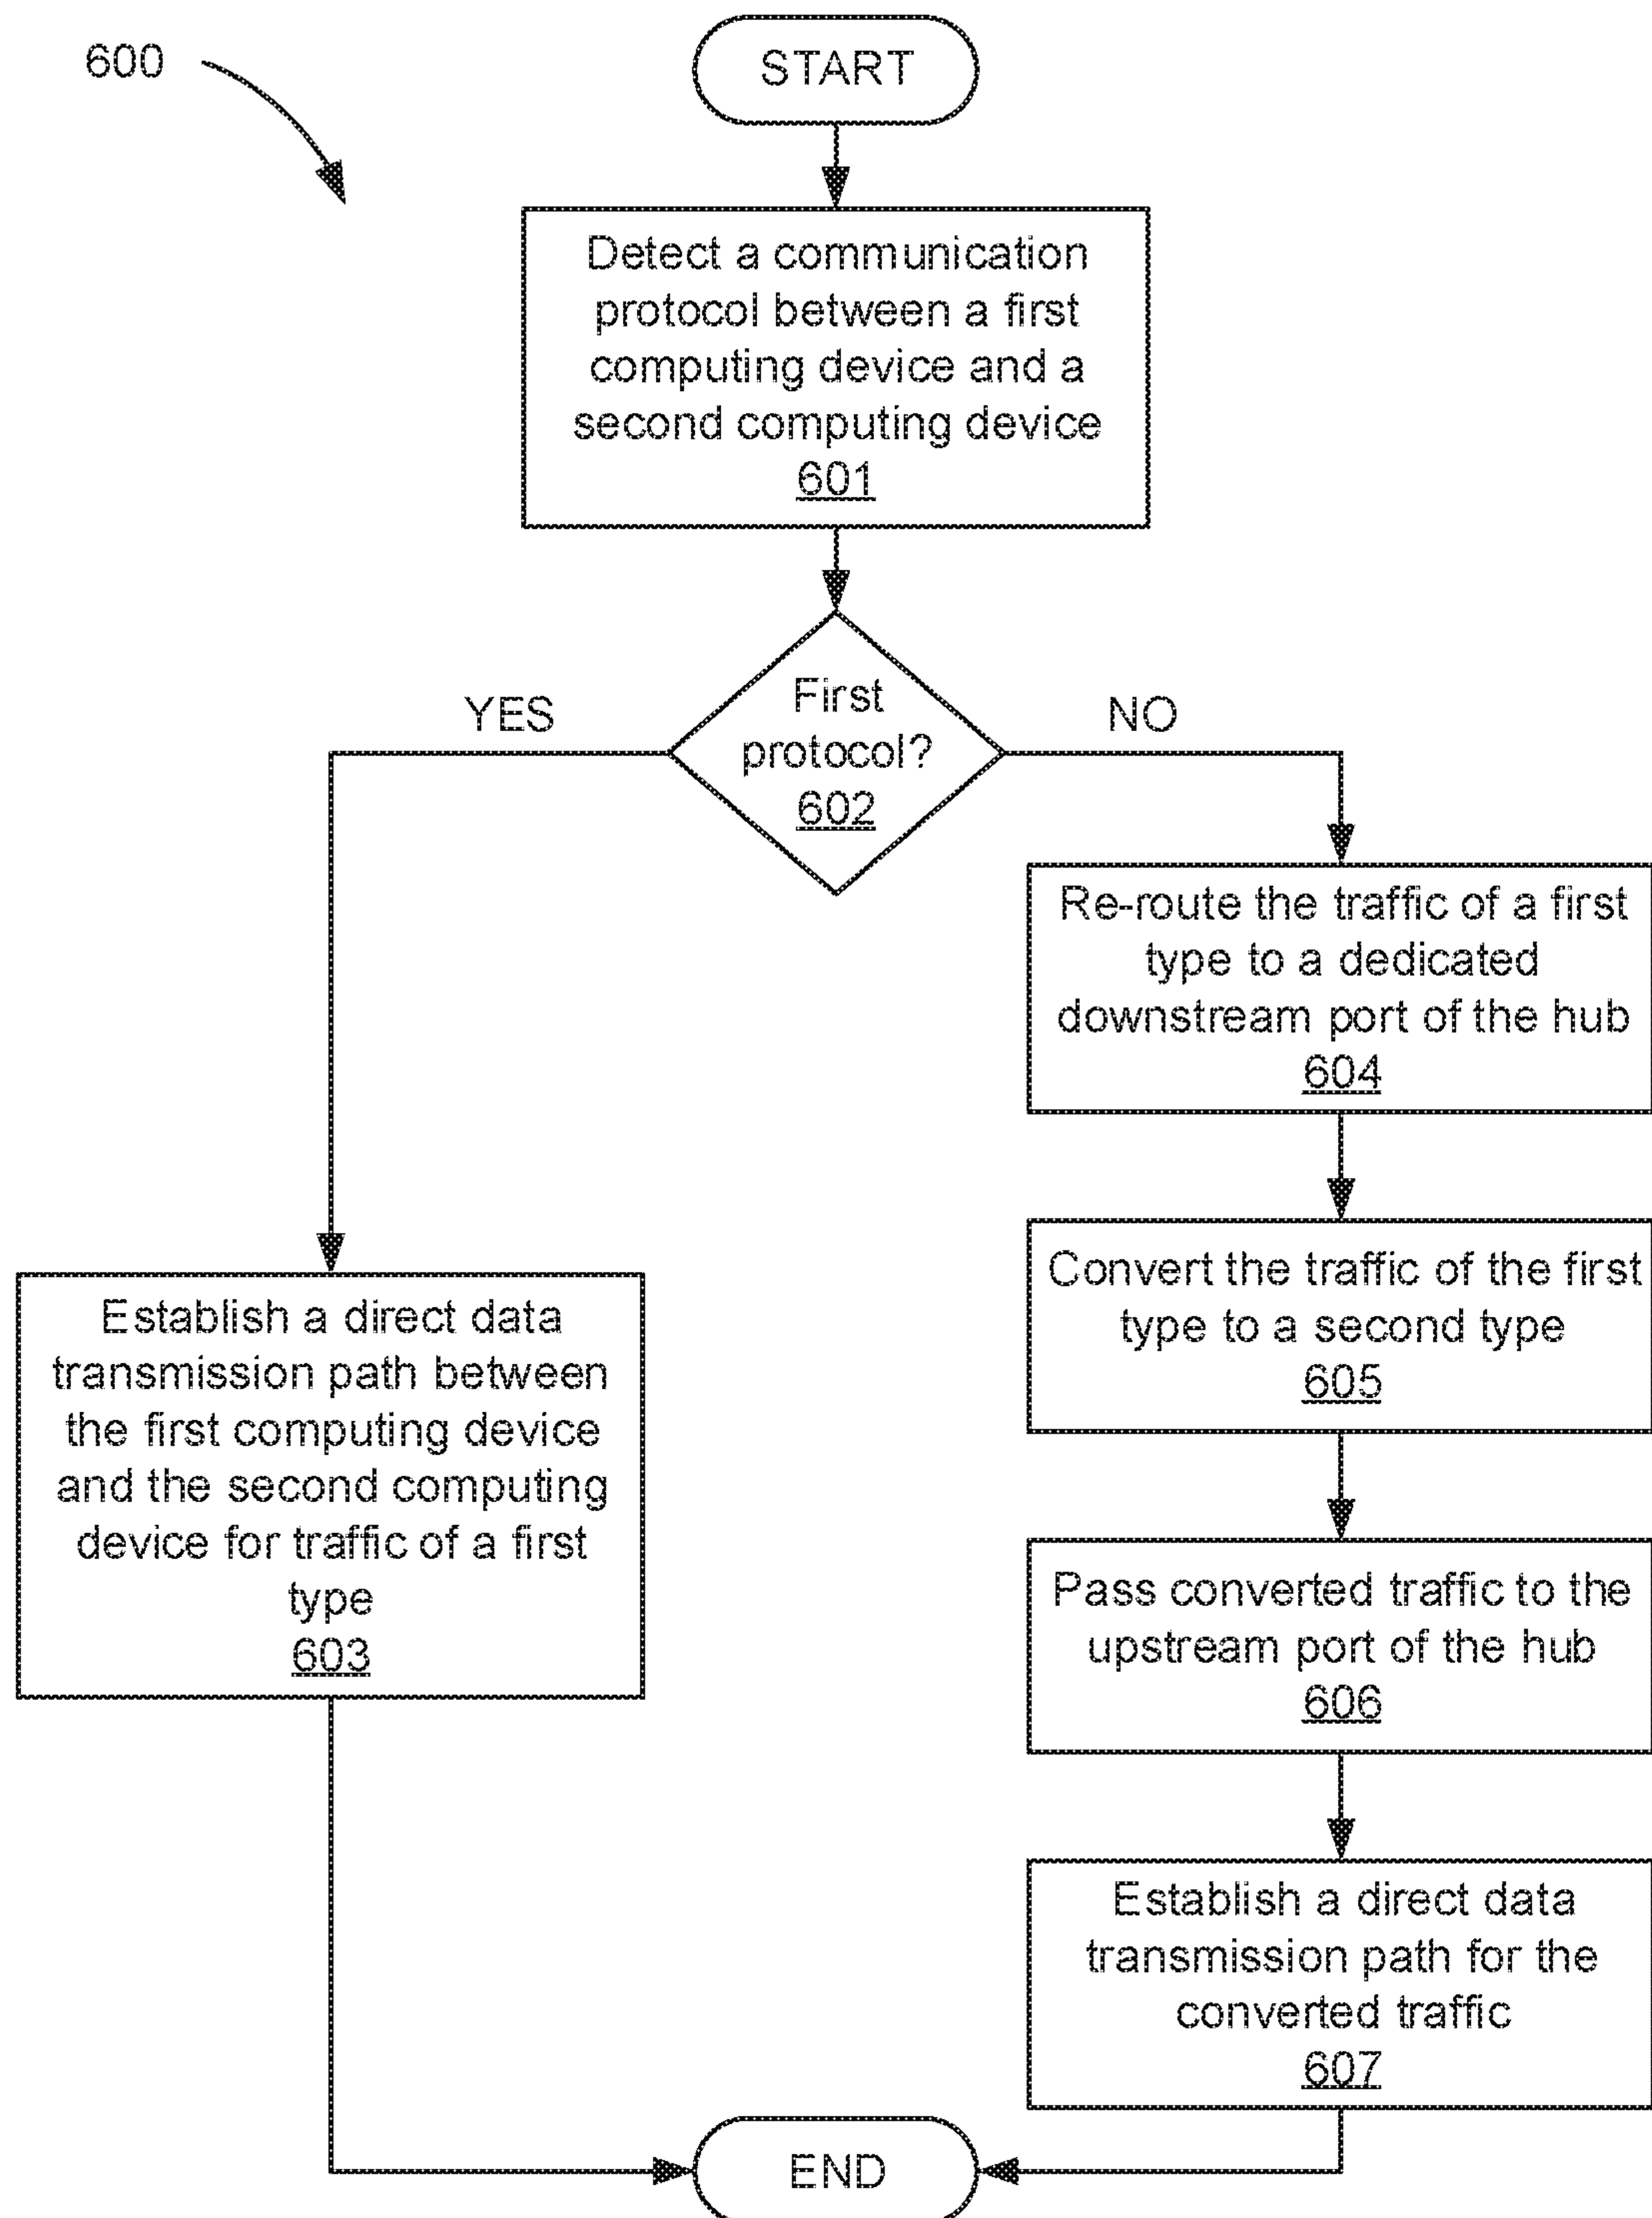 600
START
Detect a communication
protocol between a first
computing device and a
second computing device
601
First
protocol?
602
YES
NO
Re-route the traffic of a first
type to a dedicated
downstream port of the hub
604
Convert the traffic of the first
type to a second type
605
Establish a direct data
transmission path between
the first computing device
and the second computing
device for traffic of a first
type
603
Pass converted traffic to the
upstream port of the hub
606
Establish a direct data
transmission path for the
converted traffic
607
END